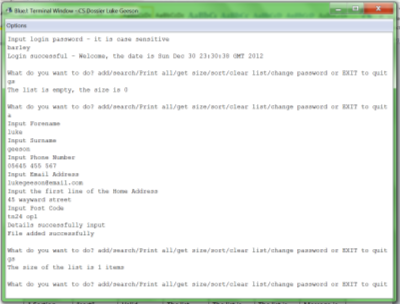 BlueJ: Terminal Window - CS Dossier Luke Geeson
Options
Input login password - it is case sensitive
barley
Login successful - Welcome, the date is Sun Dec 30 23:30:38 GMT 2012
What do you want to do? add/search/Print all/get size/sort/clear list/change password or EXIT to quit
gs
The list is empty, the size is 0
What do you want to do? add/search/Print all/get size/sort/clear list/change password or EXIT to quit
a
Input Forename
luke
Input Surname
geeson
Input Phone Number
05645 455 567
Input Email Address
lukegeeson@email.com
Input the first line of the Home Address
45 wayward street
Input Post Code
tn24 op1
Details successfully input
File added successfully
What do you want to do? add/search/Print all/get size/sort/clear list/change password or EXIT to quit
gs
The size of the list is 1 items
What do you want to do? add/search/Print all/get size/sort/clear list/change password or EXIT to quit